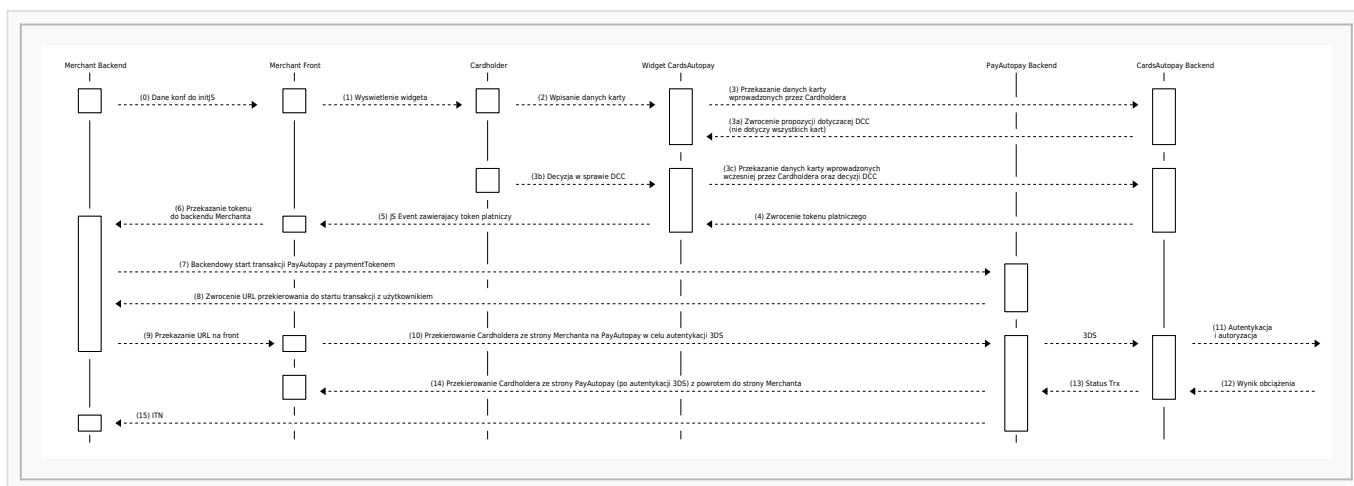 Merchant Backend
Merchant Front
Cardholder
Widget CardsAutopay
PayAutopay Backend
CardsAutopay Backend
(0) Dane konf do initJS
(1) Wyswietlenie widgeta
(2) Wpisanie danych karty
(3) Przekazanie danych karty
wprowadzonych przez Cardholdera
(3a) Zwrocenie propozycji dotyczacej DCC
(nie dotyczy wszystkich kart)
(3b) Decyzja w sprawie DCC
(3c) Przekazanie danych karty wprowadzonych
wczesniej przez Cardholdera oraz decyzji DCC
(6) Przekazanie tokenu
do backendu Merchanta
(5) JS Event zawierajacy token platniczy
(4) Zwrocenie tokenu platniczego
(7) Backendowy start transakcji PayAutopay z paymentTokenem
(8) Zwrocenie URL przekierowania do startu transakcji z użytkownikiem
(9) Przekazanie URL na front
(10) Przekierowanie Cardholdera ze strony Merchanta na PayAutopay w celu autentykacji 3DS
3DS
(11) Autentykacja
i autoryzacja
(14) Przekierowanie Cardholdera ze strony PayAutopay (po autentykacji 3DS) z powrotem do strony Merchanta
(13) Status Trx
(12) Wynik obciążenia
(15) ITN